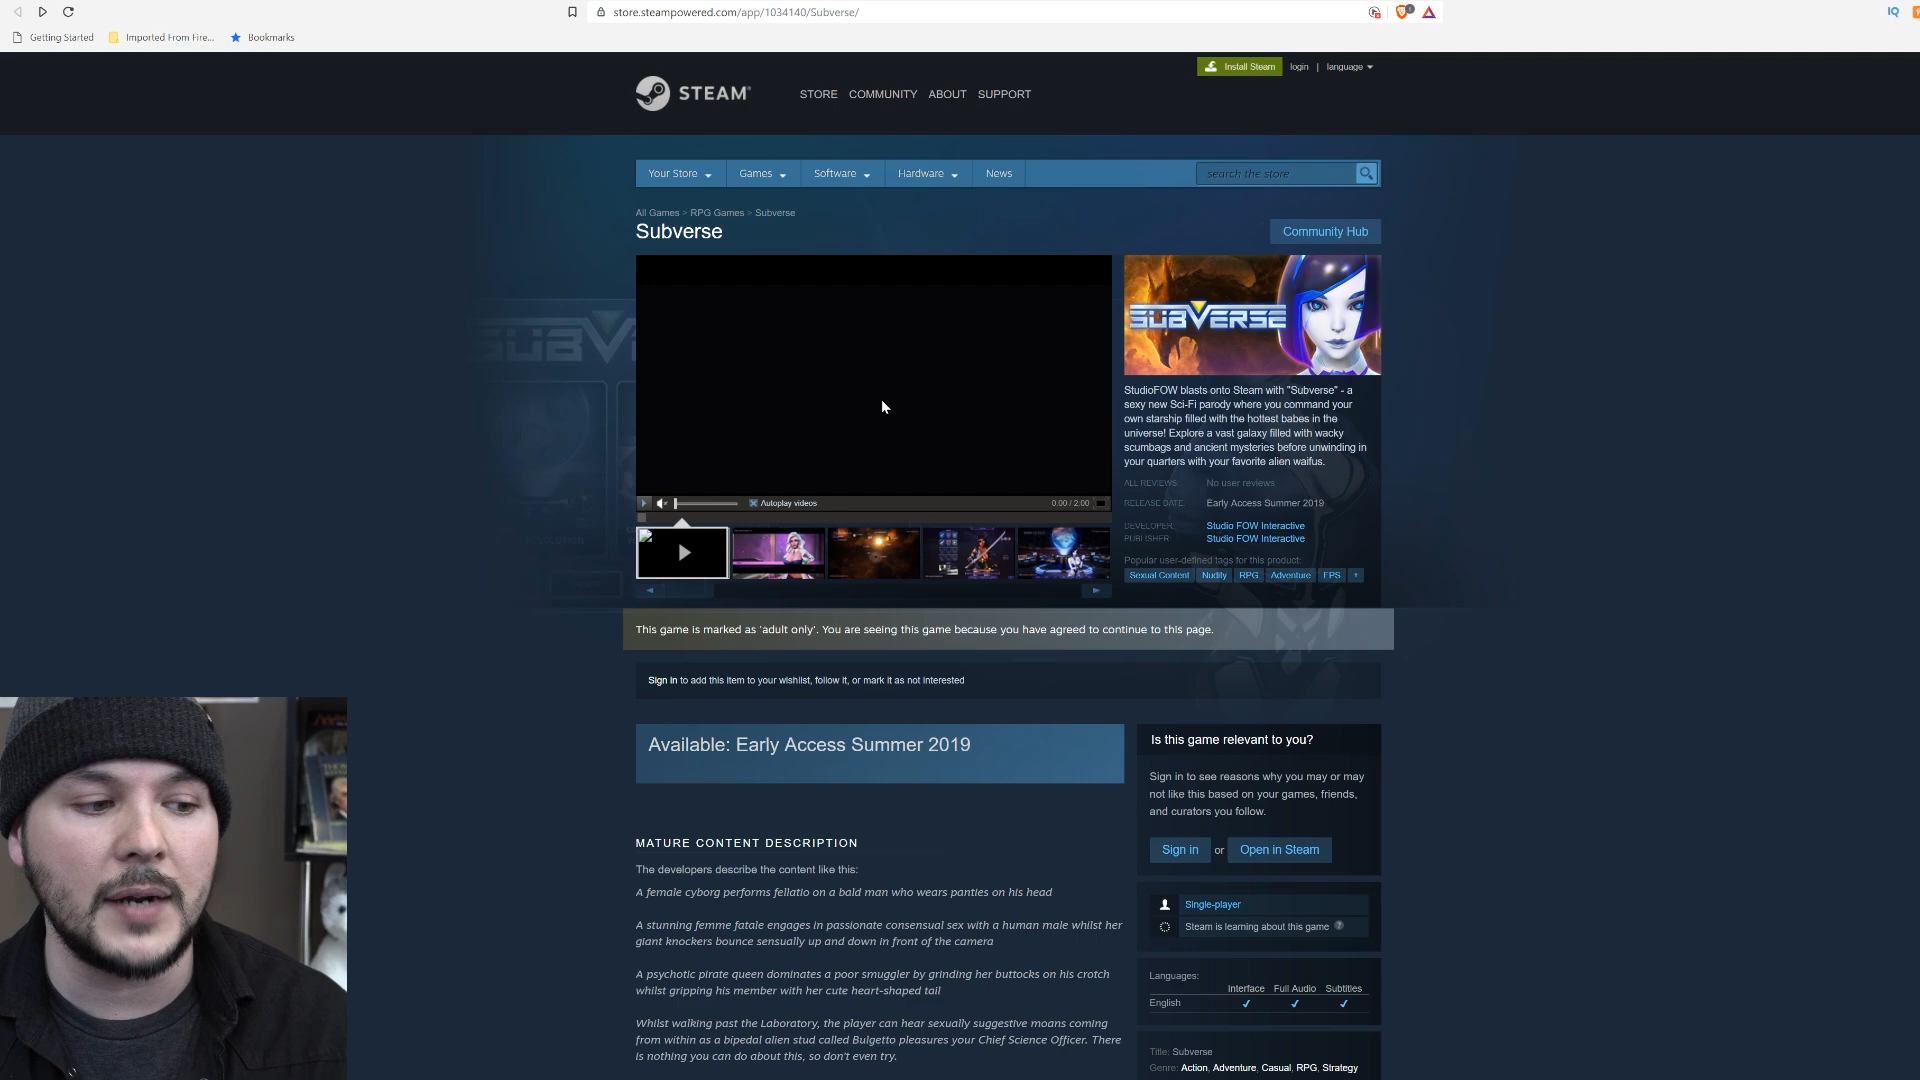 store.steampowered.com/app/1034140/Subverse/
Getting Started
Imported From Fire...
Bookmarks
Install Steam
login | language
STEAM
STORE COMMUNITY ABOUT SUPPORT
Your Store
Games
Software
Hardware
News
search the store
All Games > RPG Games > Subverse
Subverse
Community Hub
SUBVERSE
StudioFOW blasts onto Steam with "Subverse" - a
sexy new Sci-Fi parody where you command your
own starship filled with the hottest babes in the
universe! Explore a vast galaxy filled with wacky
scumbags and ancient mysteries before unwinding in
your quarters with your favorite alien waifus.
ALL REVIEWS: No user reviews
RELEASE DATE: Early Access Summer 2019
DEVELOPER: Studio FOW Interactive
PUBLISHER: Studio FOW Interactive
Popular user-defined tags for this product:
Sexual Content Nudity RPG Adventure FPS +
Autoplay videos
0:00 / 2:00
This game is marked as 'adult only'. You are seeing this game because you have agreed to continue to this page.
Sign in to add this item to your wishlist, follow it, or mark it as not interested
Available: Early Access Summer 2019
MATURE CONTENT DESCRIPTION
The developers describe the content like this:
A female cyborg performs fellatio on a bald man who wears panties on his head
A stunning femme fatale engages in passionate consensual sex with a human male whilst her
giant knockers bounce sensually up and down in front of the camera
A psychotic pirate queen dominates a poor smuggler by grinding her buttocks on his crotch
whilst gripping his member with her cute heart-shaped tail
Whilst walking past the Laboratory, the player can hear sexually suggestive moans coming
from within as a bipedal alien stud called Bulgetto pleasures your Chief Science Officer. There
is nothing you can do about this, so don't even try.
Is this game relevant to you?
Sign in to see reasons why you may or may
not like this based on your games, friends,
and curators you follow.
Sign in or Open in Steam
Single-player
Steam is learning about this game ?
Languages:
Interface Full Audio Subtitles
English
Title: Subverse
Genre: Action, Adventure, Casual, RPG, Strategy
IQ